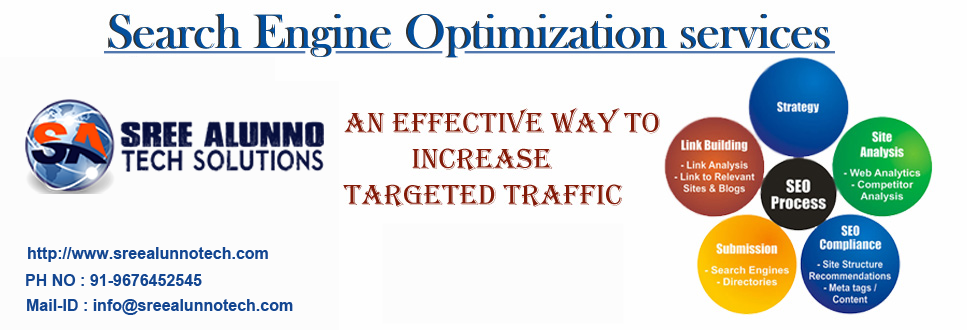 Search Engine Optimization services
SA
SREE ALUNNO
TECH SOLUTIONS
AN EFFECTIVE WAY TO
INCREASE
TARGETED TRAFFIC
http://www.sreealunnotech.com
PH NO : 91-9676452545
Mail-ID : info@sreealunnotech.com
Strategy
Link Building
- Link Analysis
- Link to Relevant
Sites & Blogs
Site
Analysis
- Web Analytics
- Competitor
Analysis
SEO
Process
Submission
- Search Engines
- Directories
SEO
Compliance
- Site Structure
Recommendations
- Meta tags /
Content